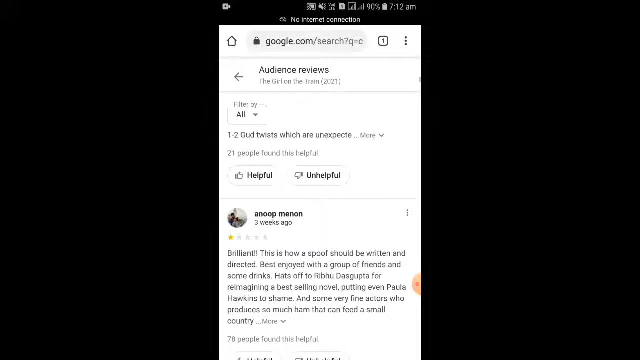 90% 7:12 am
No internet connection
google.com/search?q=c
1
Audience reviews
The Girl on the Train (2021)
Filter by ···.
All
1-2 Gud twists which are unexpecte ...More
21 people found this helpful.
Helpful
Unhelpful
anoop menon
3 weeks ago
Brilliant!! This is how a spoof should be written and
directed. Best enjoyed with a group of friends and
some drinks. Hats off to Ribhu Dasgupta for
reimagining a best selling novel, putting even Paula
Hawkins to shame. And some very fine actors who
produces so much ham that can feed a small
country ...More
78 people found this helpful.